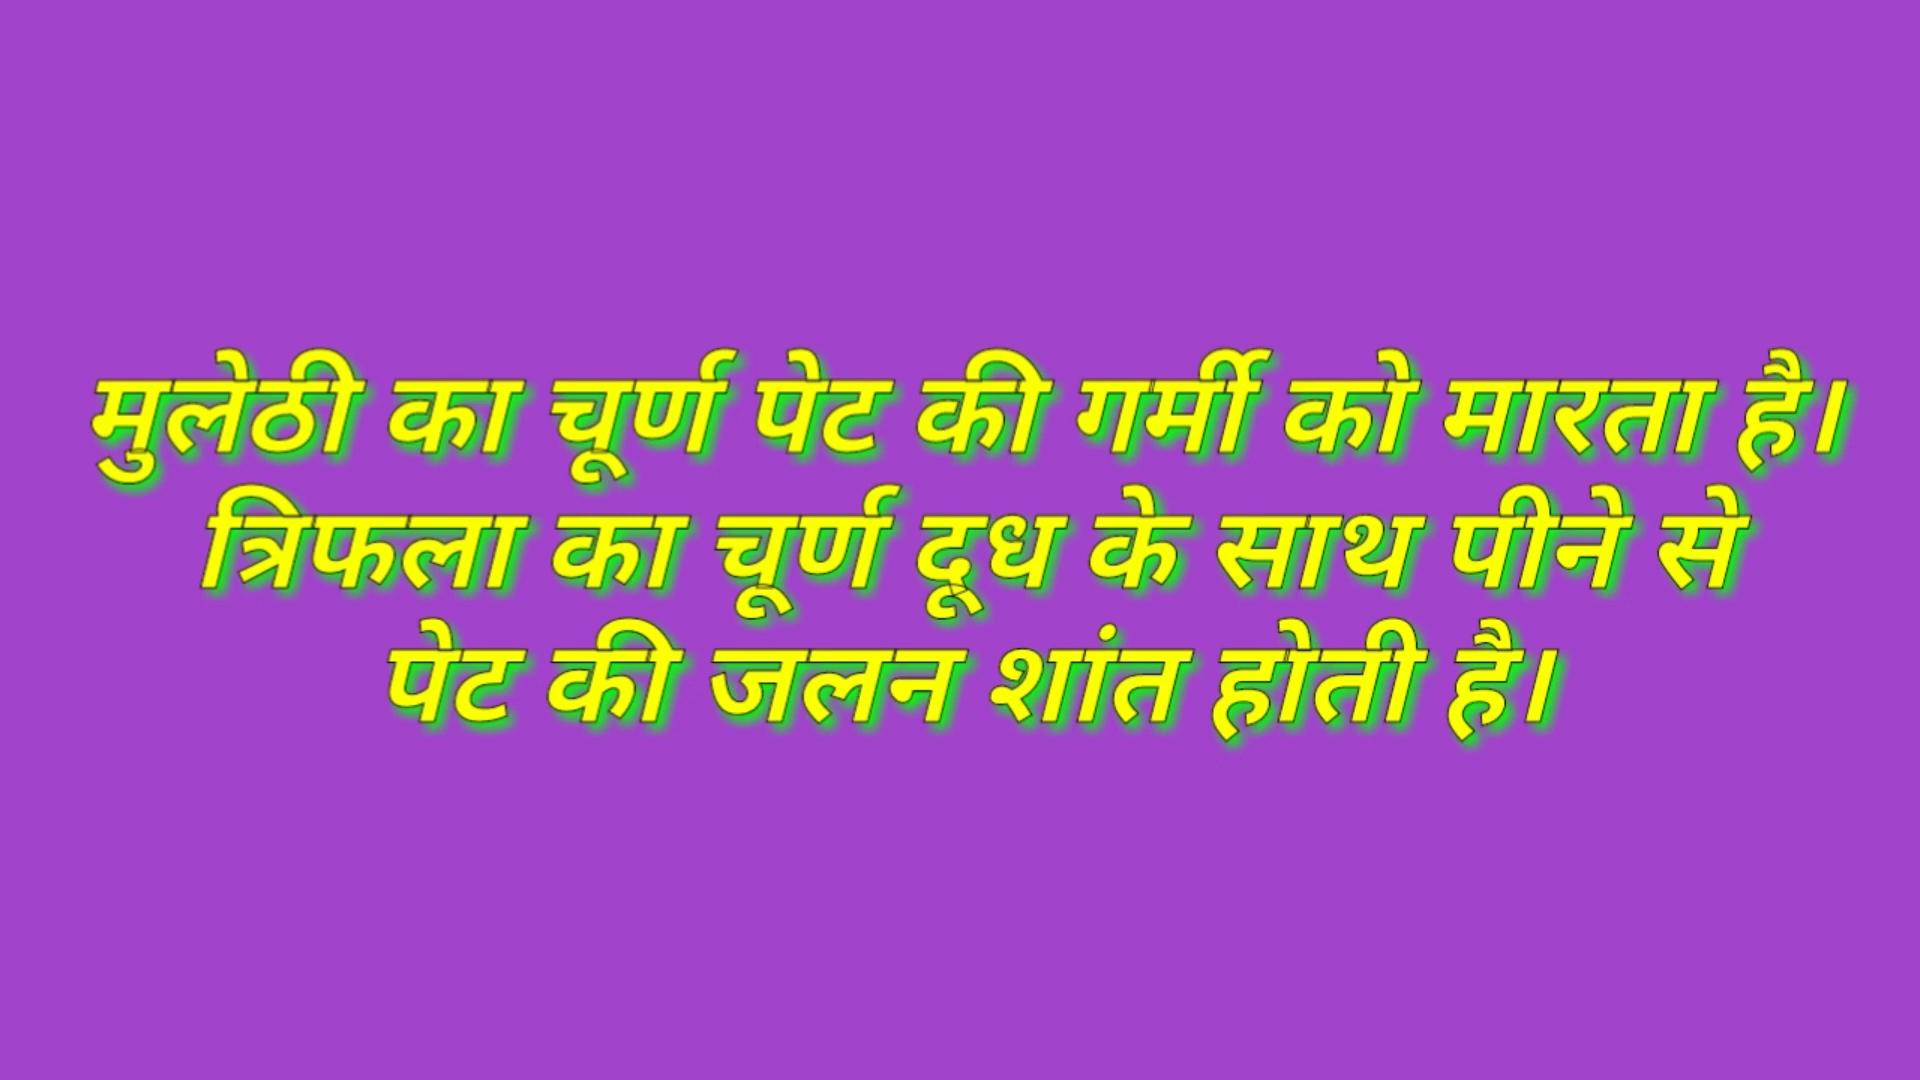 मुलेठी का चूर्ण पेट की गर्मी को मारता है।
त्रिफला का चूर्ण दूध के साथ पीने से
पेट की जलन शांत होती है।